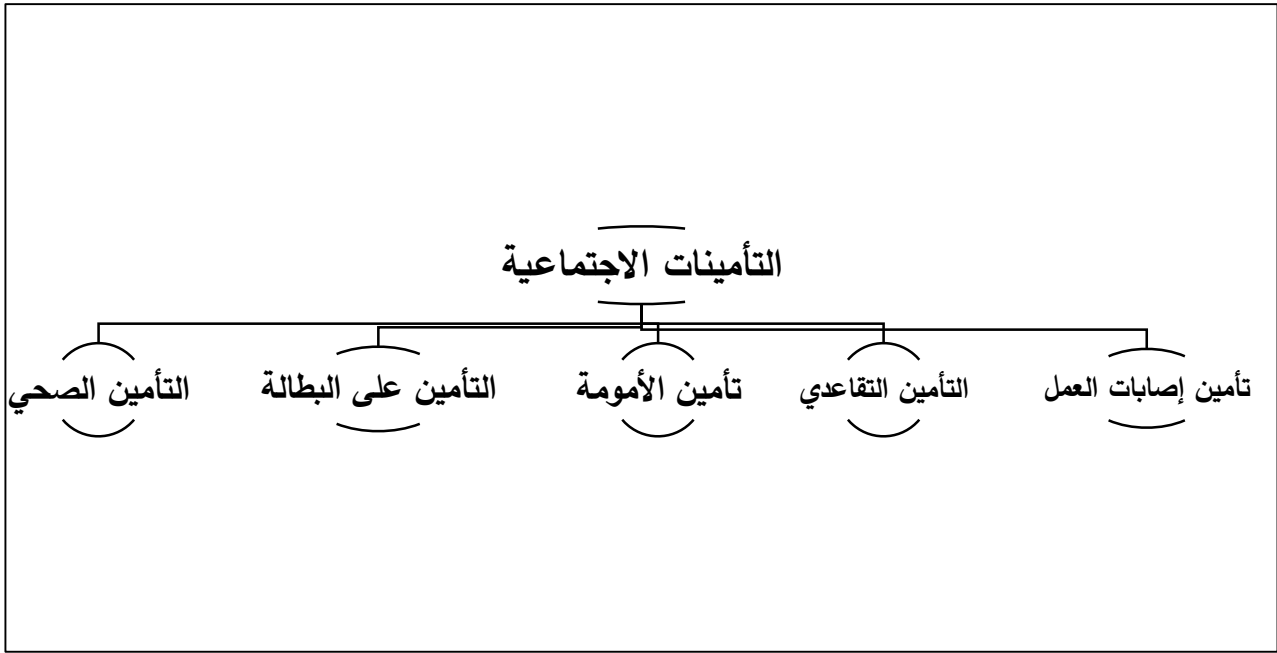 التأمينات الاجتماعية
تأمين إصابات العمل
التأمين التقاعدي
تأمين الأمومة
التأمين على البطالة
التأمين الصحي